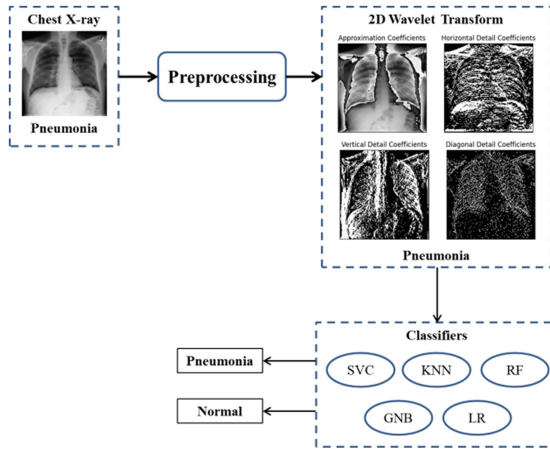 Chest X-ray
Pneumonia
Preprocessing
2D Wavelet Transform
Approximation Coefficients
Horizontal Detail Coefficients
Vertical Detail Coefficients
Diagonal Detail Coefficients
Pneumonia
Classifiers
SVC
KNN
RF
GNB
LR
Pneumonia
Normal